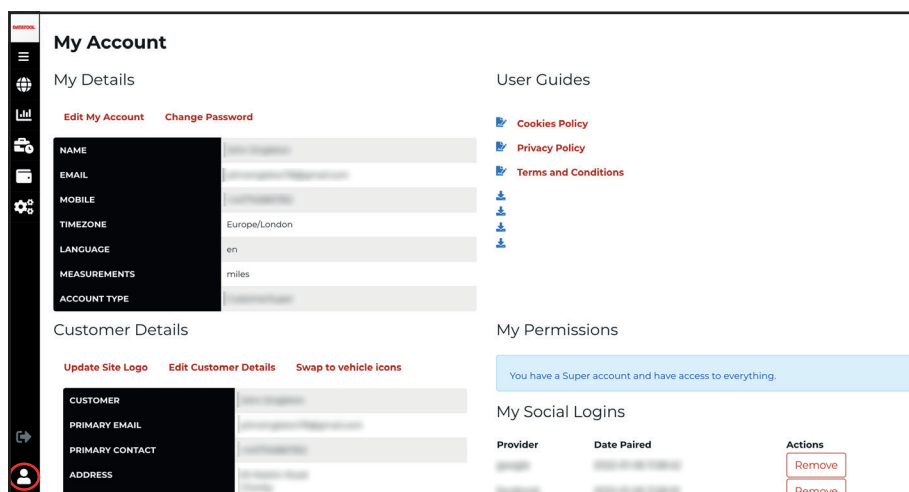 DATATOOL
My Account
My Details
Edit My Account Change Password
NAME
EMAIL
MOBILE
TIMEZONE Europe/London
LANGUAGE en
MEASUREMENTS miles
ACCOUNT TYPE
Customer Details
Update Site Logo Edit Customer Details Swap to vehicle icons
CUSTOMER
PRIMARY EMAIL
PRIMARY CONTACT
ADDRESS
User Guides
Cookies Policy
Privacy Policy
Terms and Conditions
My Permissions
You have a Super account and have access to everything.
My Social Logins
Provider Date Paired Actions
Remove
Remove